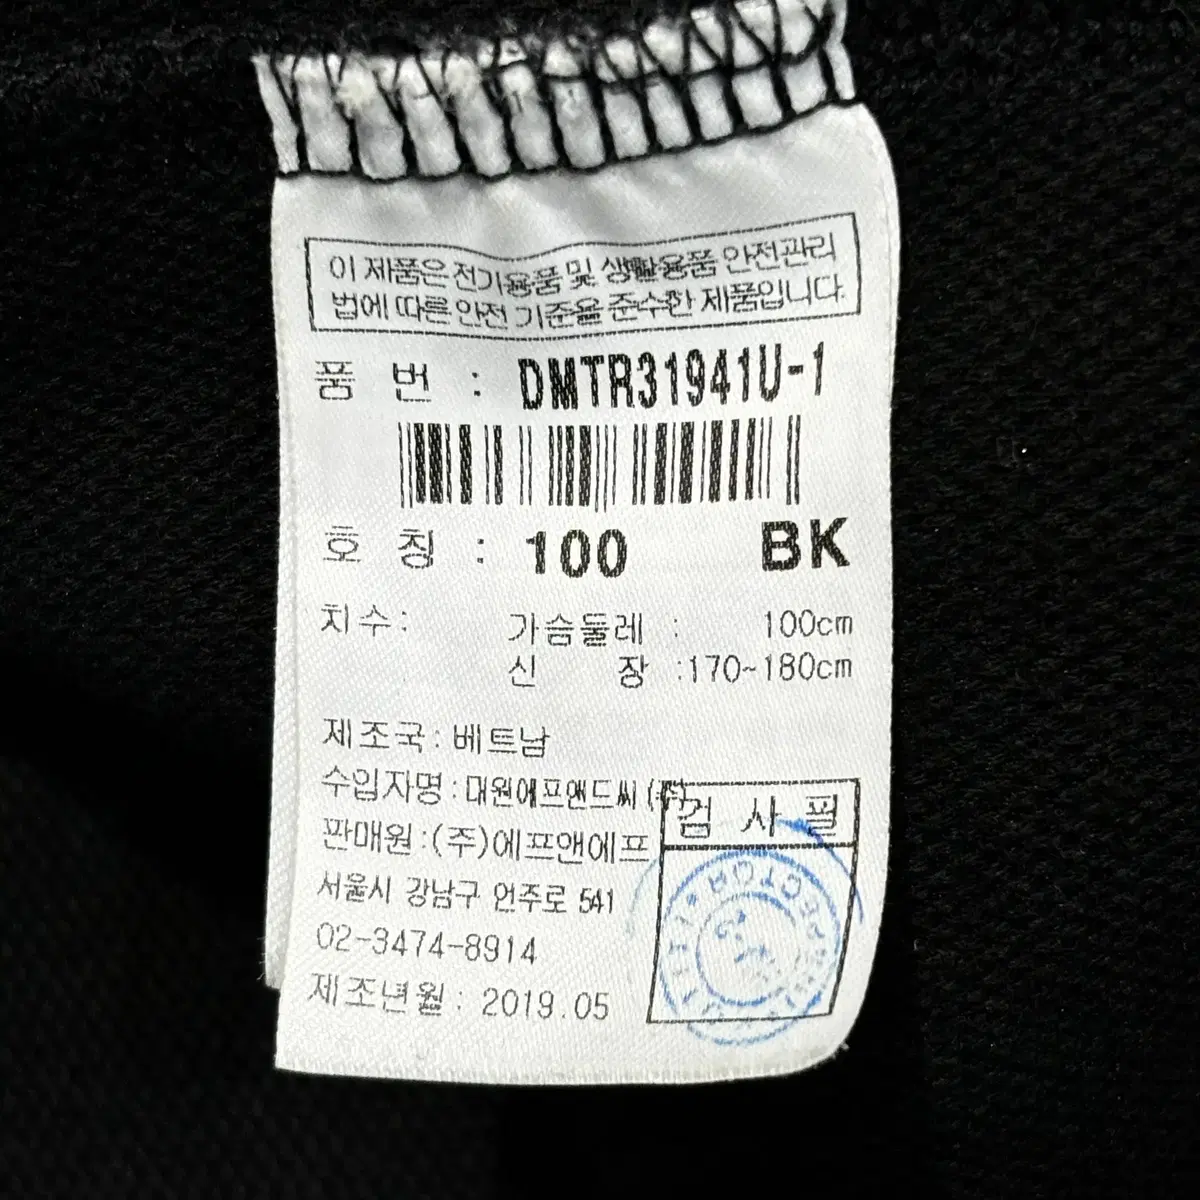 이 제품은 전기용품 및 생활용품 안전관리
법에 따른 안전 기준을 준수한 제품입니다.
품 번 : DMTR31941U-1
호 칭 : 100 BK
치수: 가슴둘레 : 100cm
신 장 :170~180cm
제조국:베트남
수입자명:대원에프앤드씨(주)
판매원:(주)에프앤에프
서울시 강남구 언주로 541
02-3474-8914
제조년월: 2019.05
검 사 필